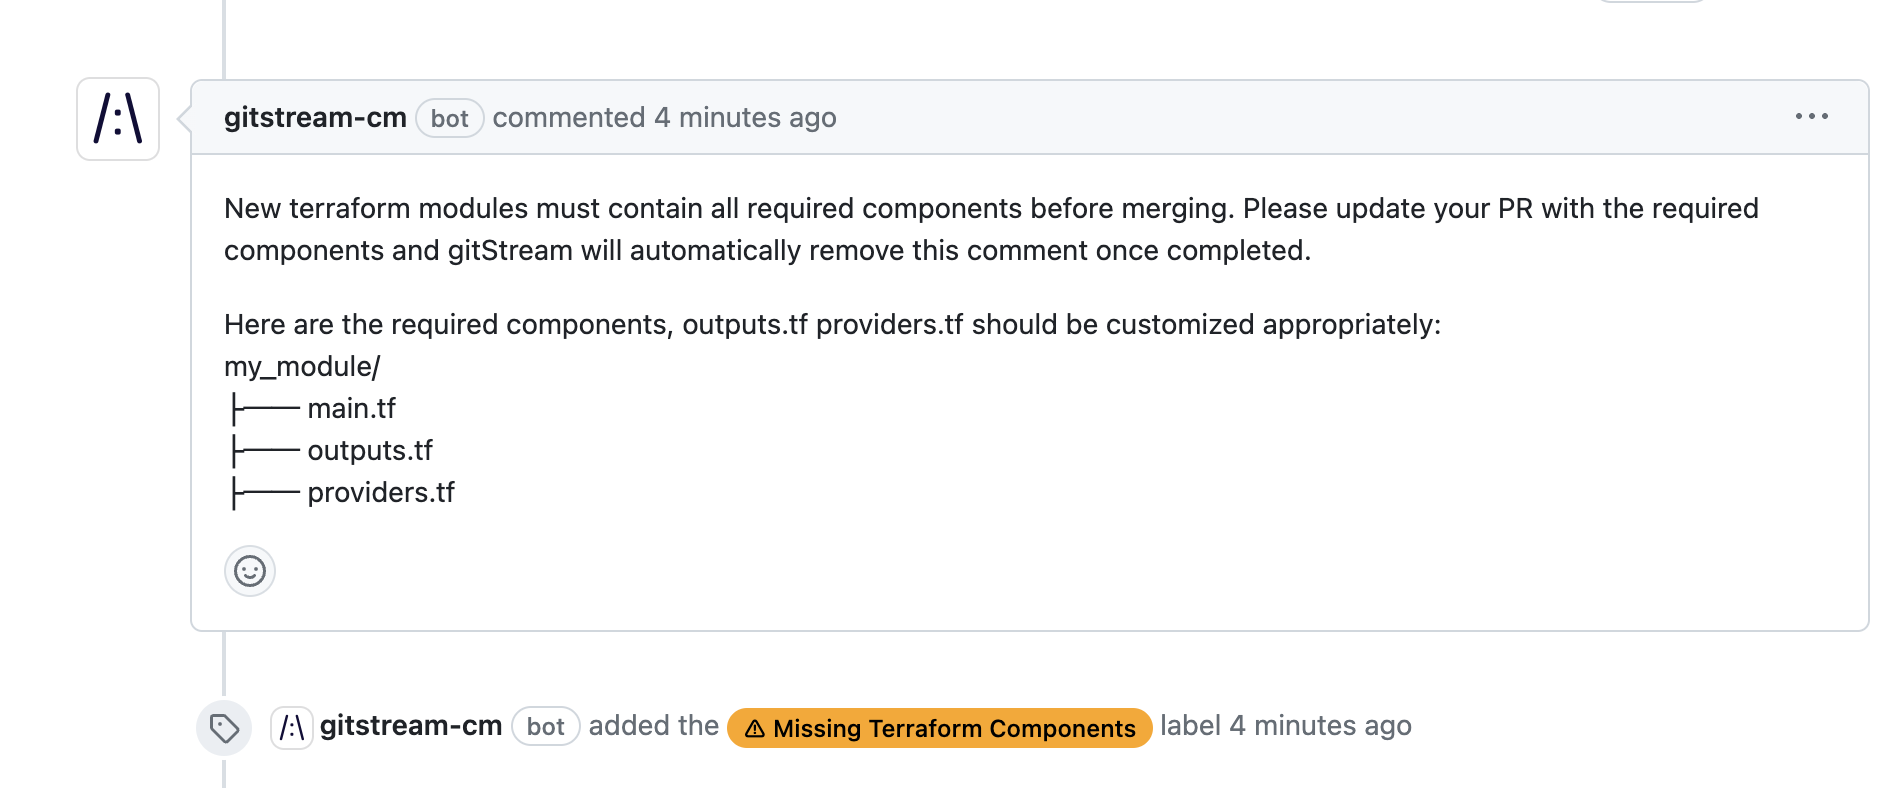 /:\ gitstream-cm bot commented 4 minutes ago ...
New terraform modules must contain all required components before merging. Please update your PR with the required
components and gitStream will automatically remove this comment once completed.
Here are the required components, outputs.tf providers.tf should be customized appropriately:
my_module/
├── main.tf
├── outputs.tf
├── providers.tf
/:\ gitstream-cm bot added the ⚠ Missing Terraform Components label 4 minutes ago